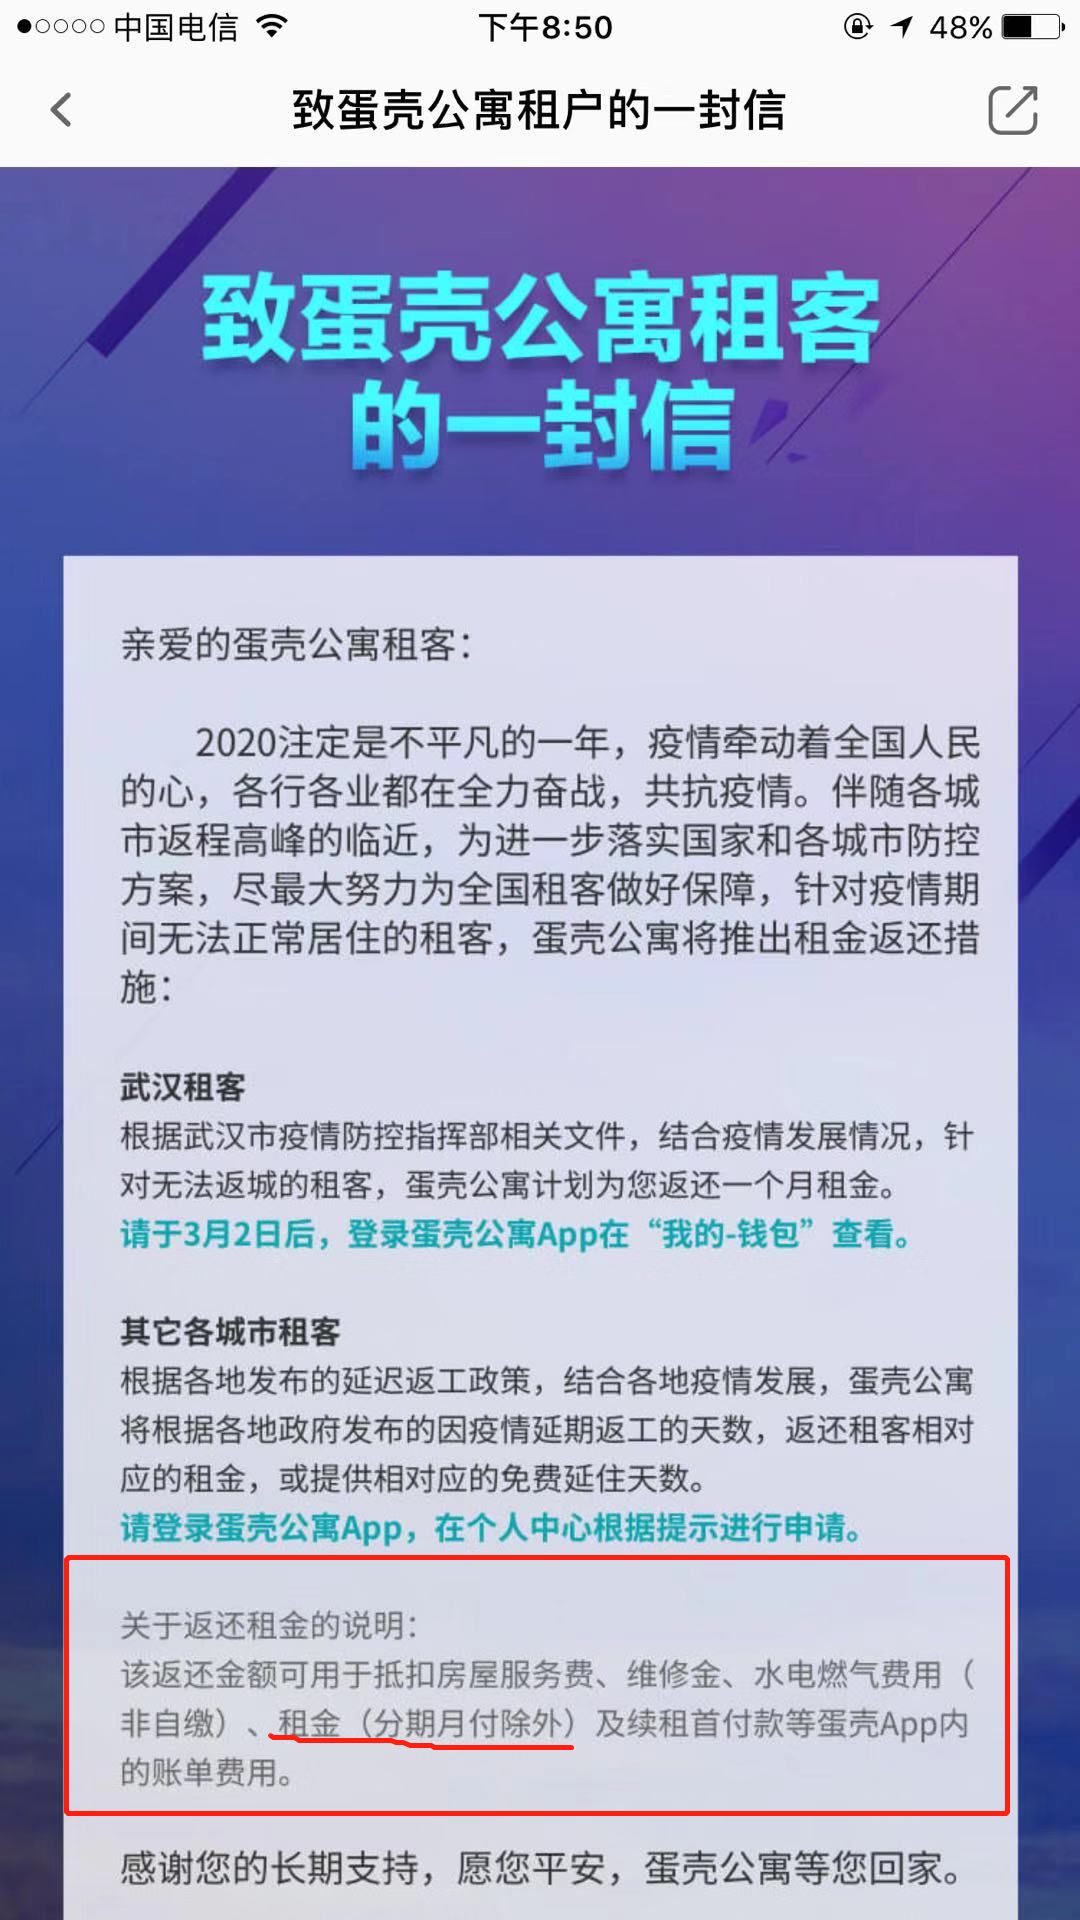 中国电信 下午8:50 48%
致蛋壳公寓租户的一封信
致蛋壳公寓租客
的一封信
亲爱的蛋壳公寓租客：
2020注定是不平凡的一年，疫情牵动着全国人民
的心，各行各业都在全力奋战，共抗疫情。伴随各城
市返程高峰的临近，为进一步落实国家和各城市防控
方案，尽最大努力为全国租客做好保障，针对疫情期
间无法正常居住的租客，蛋壳公寓将推出租金返还措
施：
武汉租客
根据武汉市疫情防控指挥部相关文件，结合疫情发展情况，针
对无法返城的租客，蛋壳公寓计划为您返还一个月租金。
请于3月2日后，登录蛋壳公寓App在“我的-钱包”查看。
其它各城市租客
根据各地发布的延迟返工政策，结合各地疫情发展，蛋壳公寓
将根据各地政府发布的因疫情延期返工的天数，返还租客相对
应的租金，或提供相对应的免费延住天数。
请登录蛋壳公寓App，在个人中心根据提示进行申请。
关于返还租金的说明：
该返还金额可用于抵扣房屋服务费、维修金、水电燃气费用（
非自缴）、租金（分期月付除外）及续租首付款等蛋壳App内
的账单费用。
感谢您的长期支持，愿您平安，蛋壳公寓等您回家。